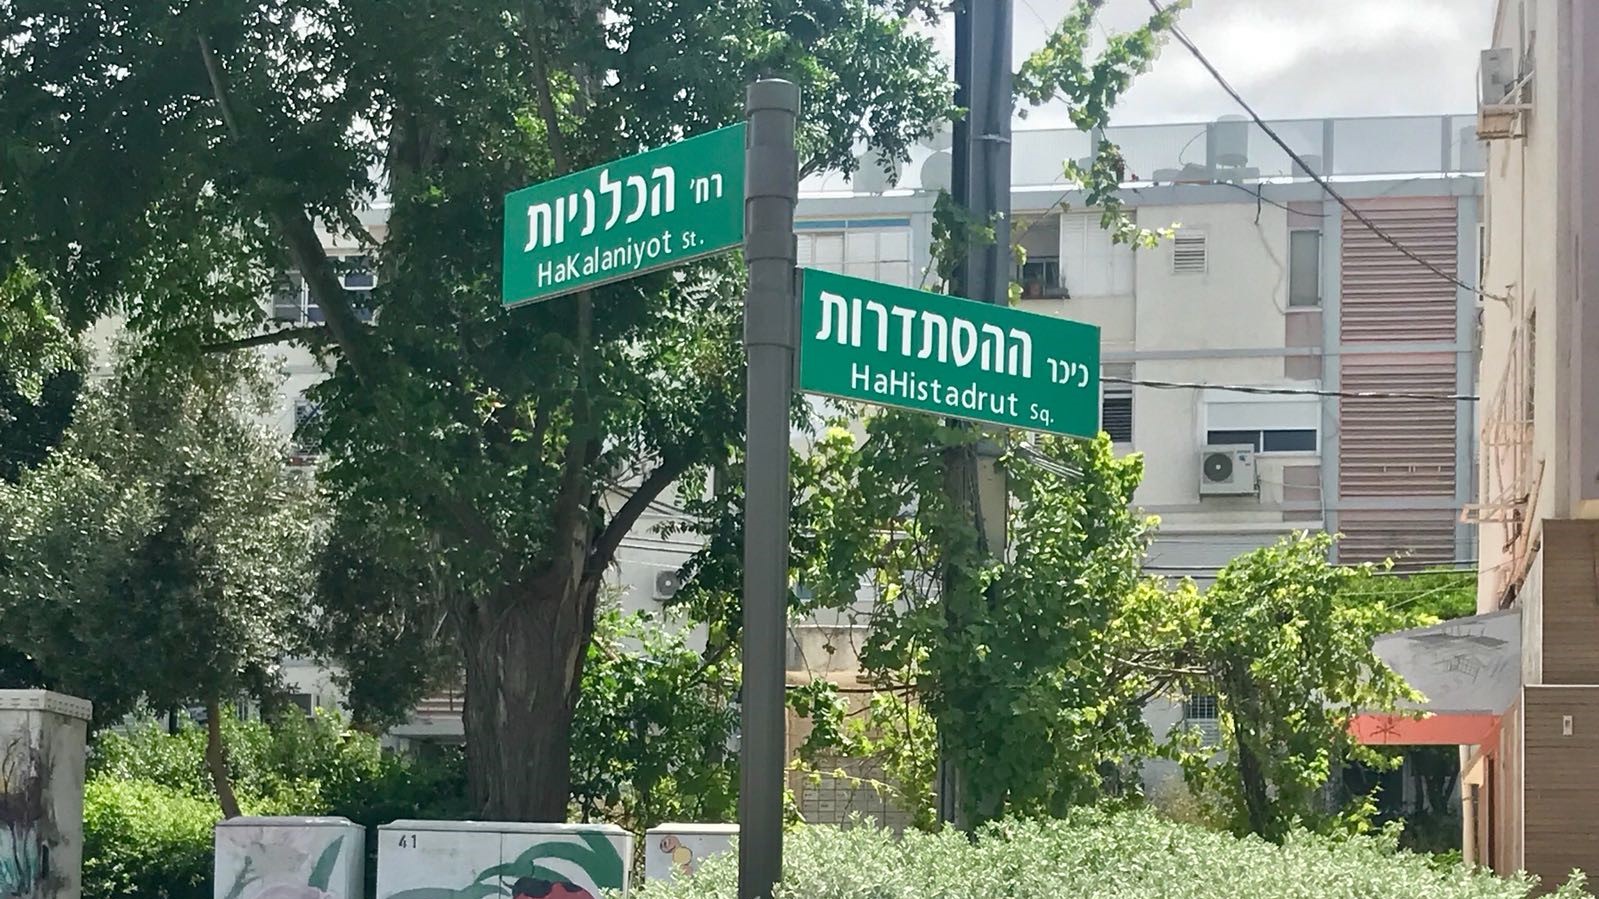 רח' הכלניות
HaKalaniyot St.
כיכר ההסתדרות
HaHistadrut Sq.
41